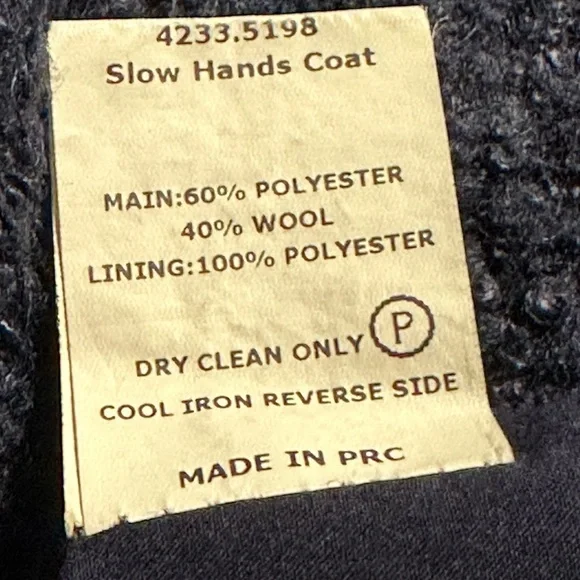 4233.5198
Slow Hands Coat
MAIN:60% POLYESTER
40% WOOL
LINING:100% POLYESTER
DRY CLEAN ONLY P
COOL IRON REVERSE SIDE
MADE IN PRC